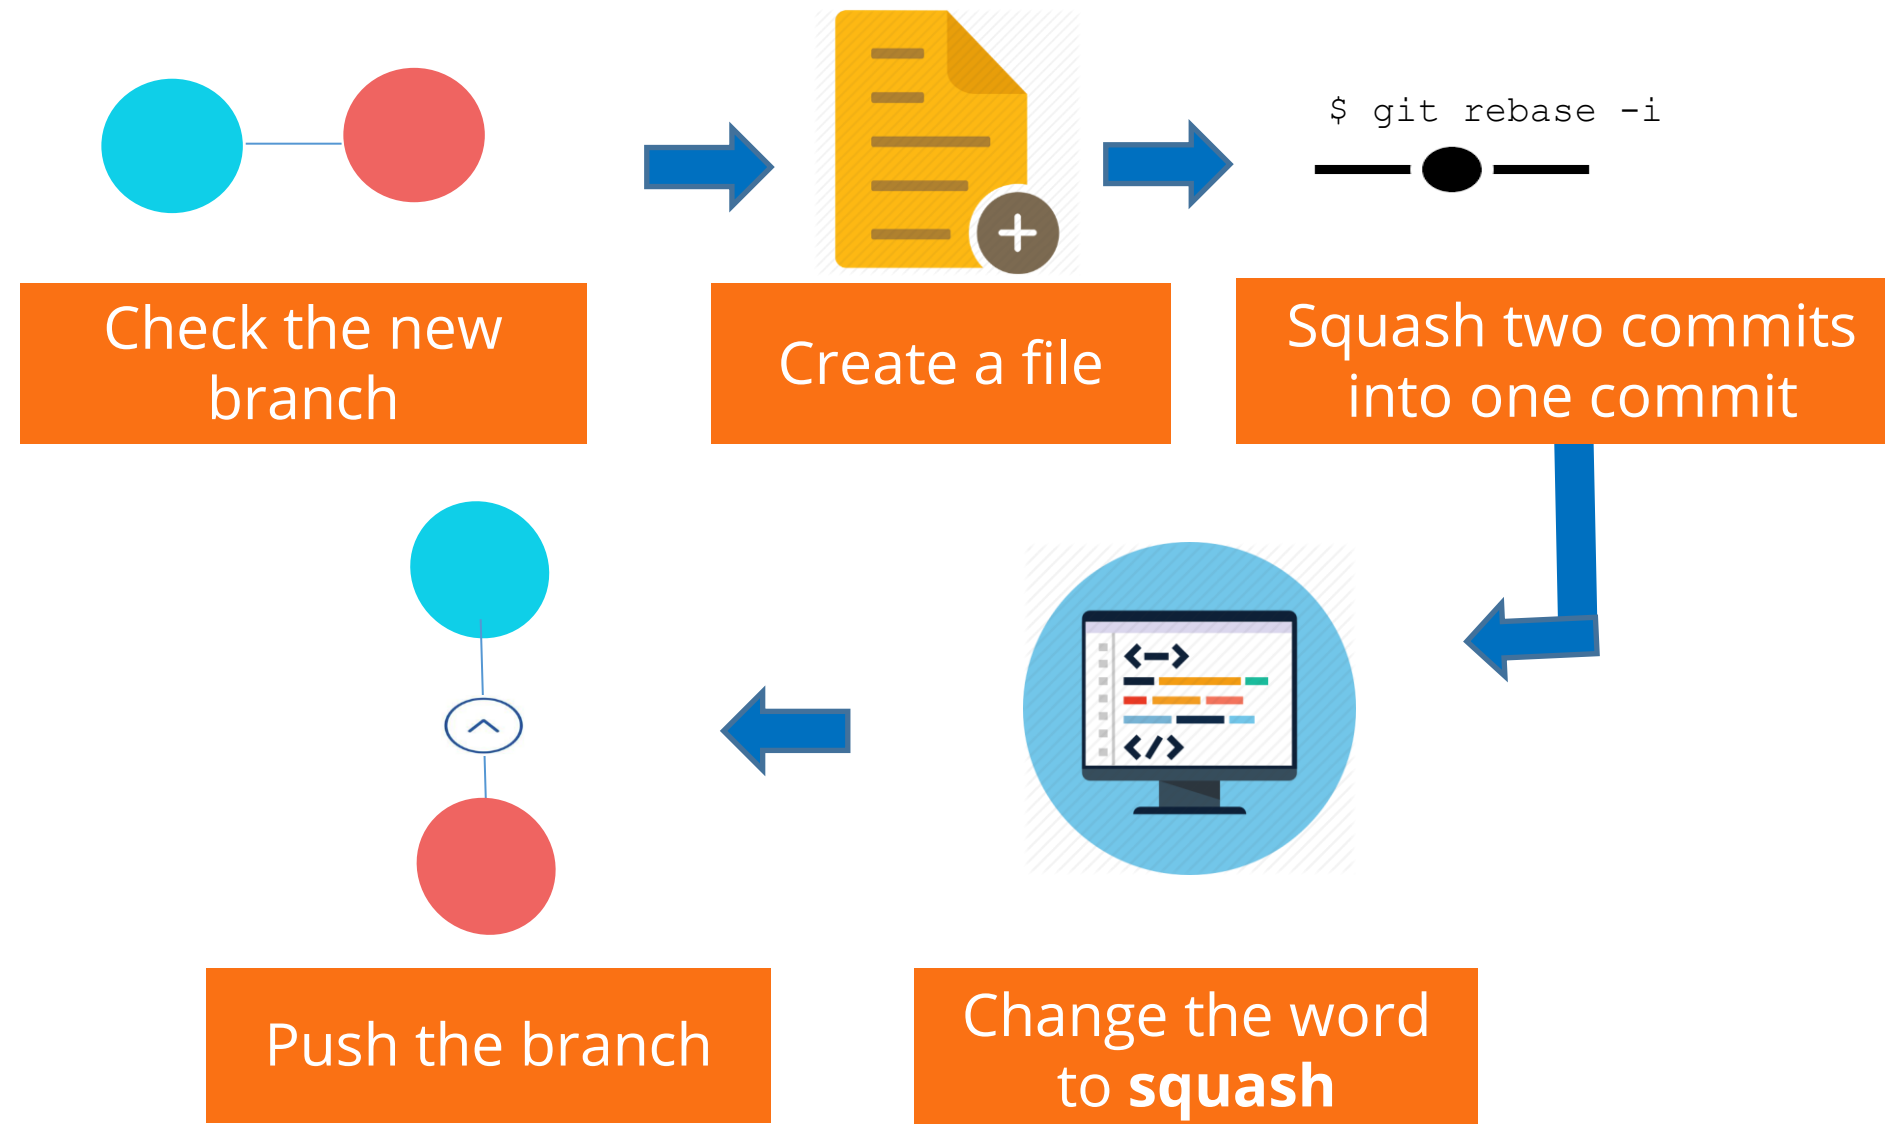 $ git rebase -i
Check the new
branch
Create a file
Squash two commits
into one commit
<->
</>
Push the branch
Change the word
to squash